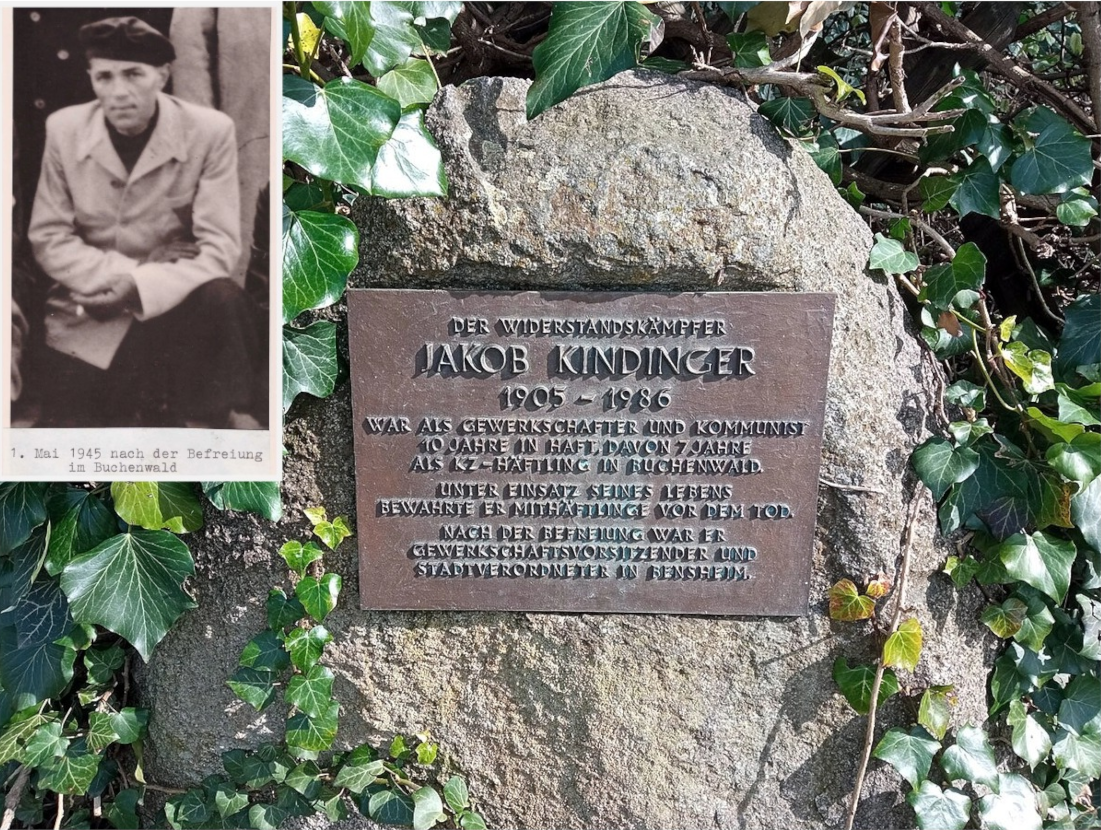 1. Mai 1945 nach der Befreiung
im Buchenwald
DER WIDERSTANDSKÄMPFER
JAKOB KINDINGER
1905 - 1986
WAR ALS GEWERKSCHAFTER UND KOMMUNIST
10 JAHRE IN HAFT, DAVON 7 JAHRE
ALS KZ-HÄFTLING IN BUCHENWALD.
UNTER EINSATZ SEINES LEBENS
BEWAHRTE ER MITHÄFTLINGE VOR DEM TOD.
NACH DER BEFREIUNG WAR ER
GEWERKSCHAFTSVORSITZENDER UND
STADTVERORDNETER IN BENSHEIM.